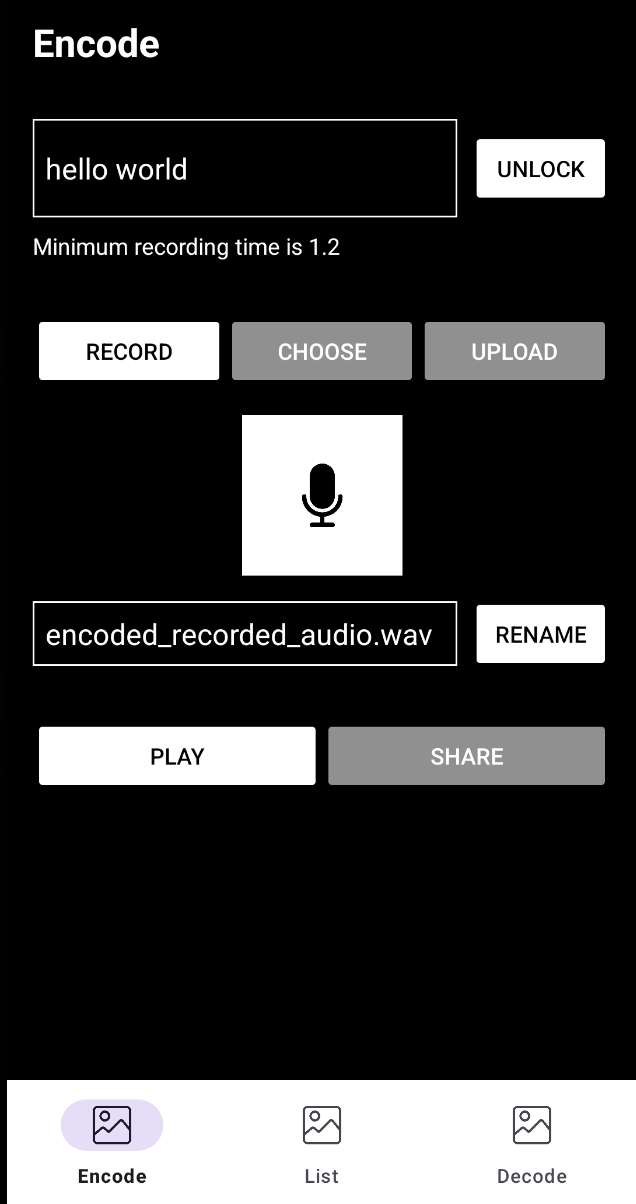 Encode
hello world
UNLOCK
Minimum recording time is 1.2
RECORD CHOOSE UPLOAD
encoded_recorded_audio.wav
RENAME
PLAY SHARE
Encode List Decode